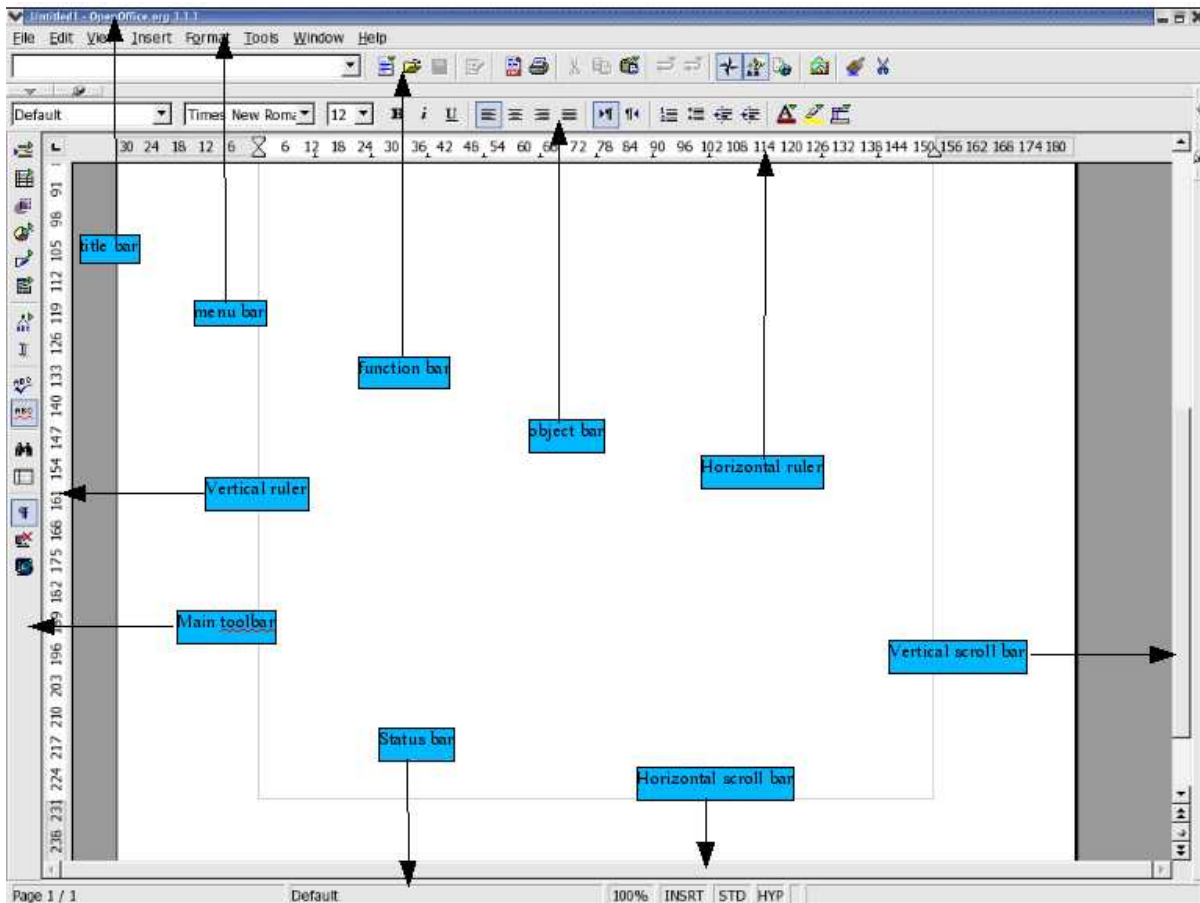 Untitled1 - OpenOffice.org 1.1.1
File Edit View Insert Format Tools Window Help
Default Times New Roma 12 B i U
30 24 18 12 6 6 12 18 24 30 36 42 48 54 60 66 72 78 84 90 96 102 108 114 120 126 132 138 144 150 156 162 168 174 180
91
98
105
112
119
126
133
140
147
154
161
168
175
182
189
196
203
210
217
224
231
238
title bar
menu bar
Function bar
object bar
Horizontal ruler
Vertical ruler
Main toolbar
Vertical scroll bar
Status bar
Horizontal scroll bar
Page 1 / 1 Default 100% INSRT STD HYP